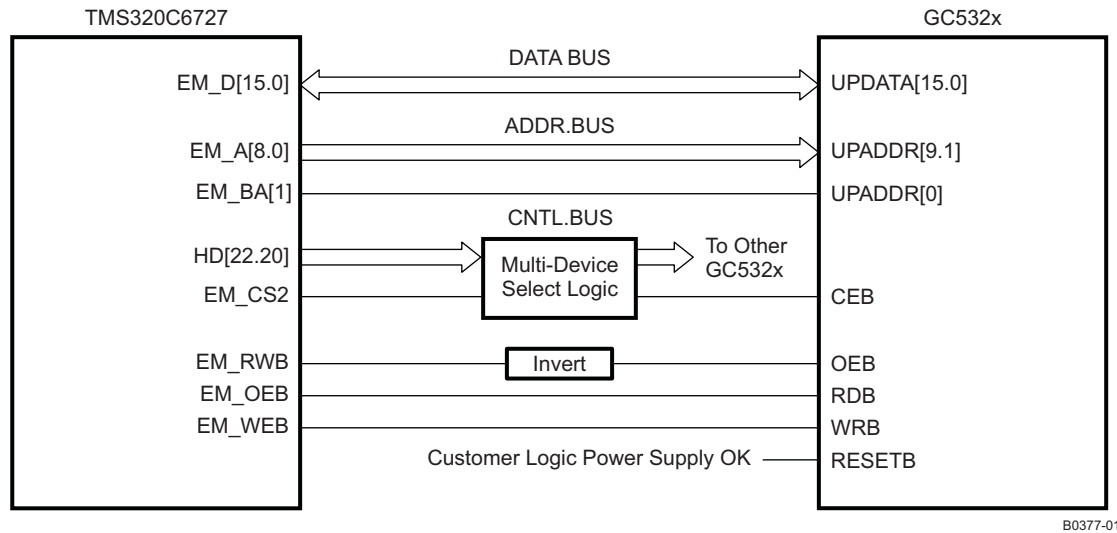 TMS320C6727
GC532x
DATA BUS
EM_D[15.0]
UPDATA[15.0]
ADDR.BUS
EM_A[8.0]
UPADDR[9.1]
EM_BA[1]
UPADDR[0]
CNTL.BUS
HD[22.20]
Multi-Device
Select Logic
To Other
GC532x
EM_CS2
CEB
EM_RWB
Invert
OEB
EM_OEB
RDB
EM_WEB
WRB
Customer Logic Power Supply OK
RESETB
B0377-01